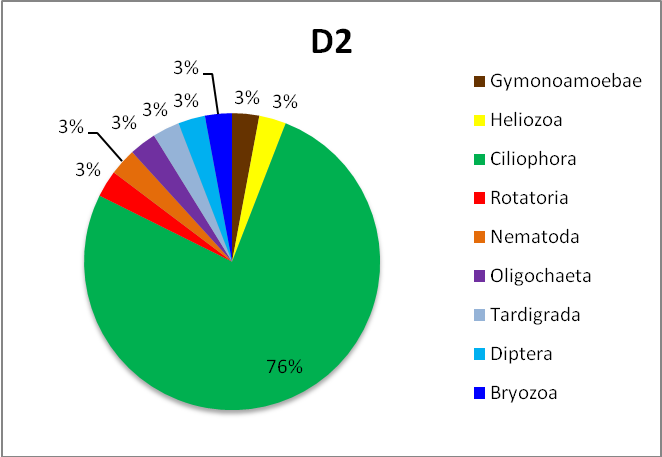 D2
3%
3%
3%
3%
3%
3%
3%
3%
76%
Gymonoamoebae
Heliozoa
Ciliophora
Rotatoria
Nematoda
Oligochaeta
Tardigrada
Diptera
Bryozoa